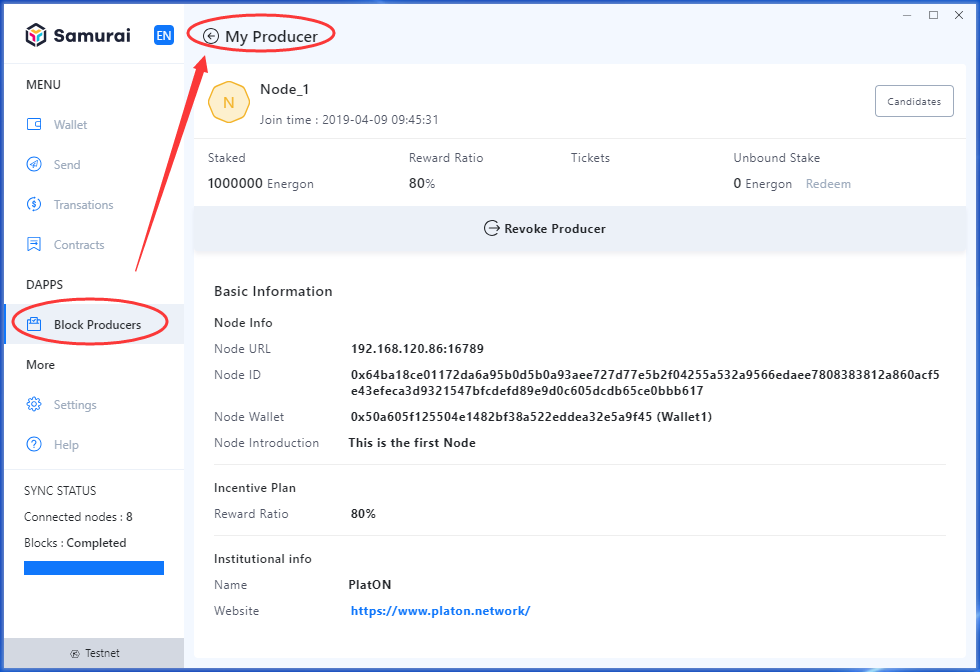 Samurai EN
My Producer
MENU
Wallet
Send
Transations
Contracts
DAPPS
Block Producers
More
Settings
Help
SYNC STATUS
Connected nodes : 8
Blocks : Completed
Testnet
N
Node_1
Join time : 2019-04-09 09:45:31
Candidates
Staked Reward Ratio Tickets Unbound Stake
1000000 Energon 80% 0 Energon Redeem
Revoke Producer
Basic Information
Node Info
Node URL 192.168.120.86:16789
Node ID 0x64ba18ce01172da6a95b0d5b0a93aee727d77e5b2f04255a532a9566edaee7808383812a860acf5
e43efeca3d9321547bfcdefd89e9d0c605dcdb65ce0bbb617
Node Wallet 0x50a605f125504e1482bf38a522eddea32e5a9f45 (Wallet1)
Node Introduction This is the first Node
Incentive Plan
Reward Ratio 80%
Institutional info
Name PlatON
Website https://www.platon.network/